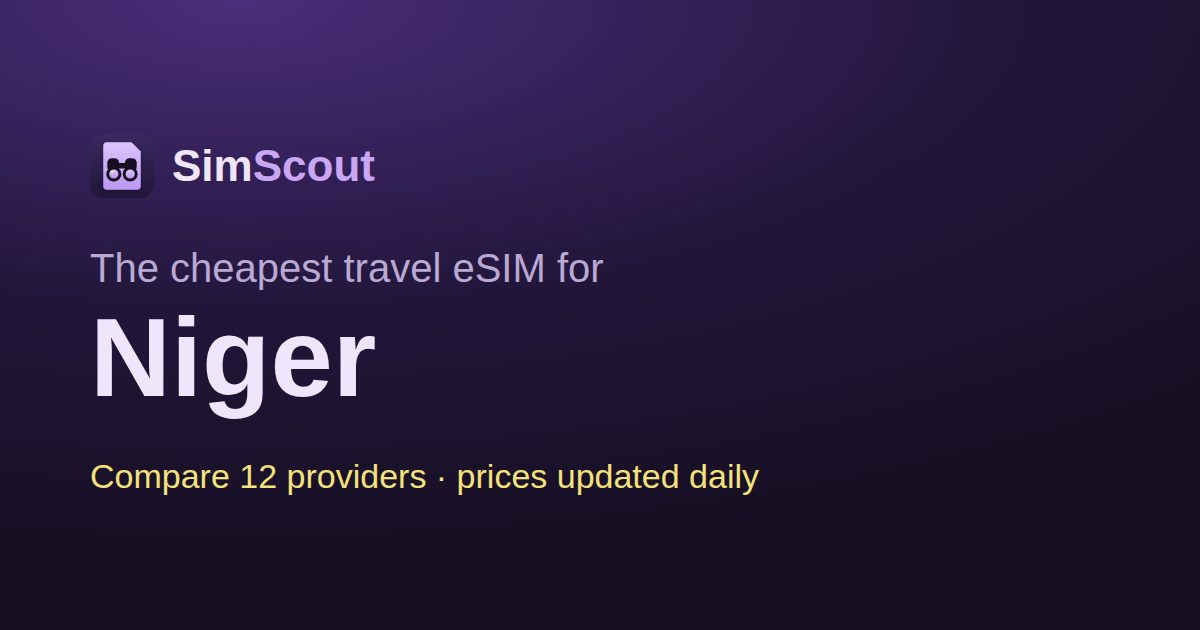 SimScout
The cheapest travel eSIM for
Niger
Compare 12 providers · prices updated daily